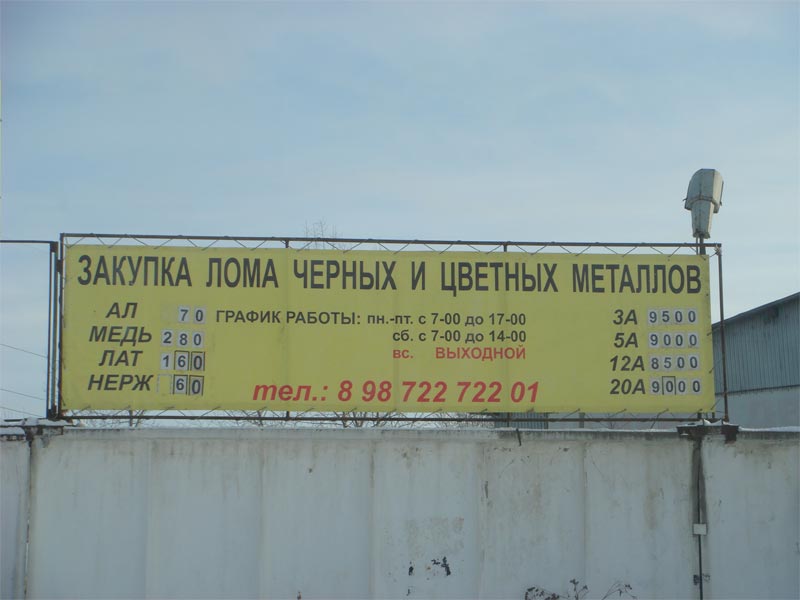 ЗАКУПКА ЛОМА ЧЕРНЫХ И ЦВЕТНЫХ МЕТАЛЛОВ
АЛ 70
МЕДЬ 280
ЛАТ 160
НЕРЖ 60
ГРАФИК РАБОТЫ: пн.-пт. с 7-00 до 17-00
сб. с 7-00 до 14-00
вс. ВЫХОДНОЙ
тел.: 8 98 722 722 01
3А 9500
5А 9000
12А 8500
20А 9000